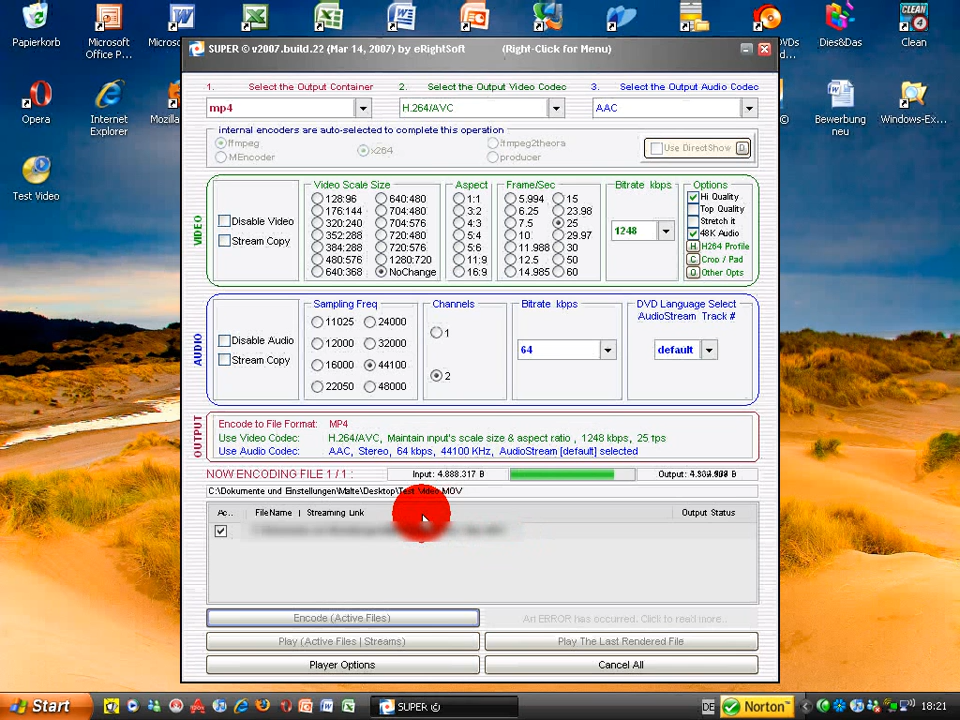 Papierkorb
Microsoft Office P...
Microsc
DVDs
d...
Dies&Das
Clean
CLEAN
Opera
Internet Explorer
Mozilla
Bewerbung neu
Windows-Ex...
Test Video
SUPER © v2007.build.22 (Mar 14, 2007) by eRightSoft (Right-Click for Menu)
1. Select the Output Container
2. Select the Output Video Codec
3. Select the Output Audio Codec
mp4
H.264/AVC
AAC
internal encoders are auto-selected to complete this operation
ffmpeg
MEncoder
x264
ffmpeg2theora
producer
Use DirectShow D
VIDEO
Disable Video
Stream Copy
Video Scale Size
128:96 640:480
176:144 704:480
320:240 704:576
352:288 720:480
384:288 720:576
480:576 1280:720
640:368 NoChange
Aspect
1:1
3:2
4:3
5:4
5:6
11:9
16:9
Frame/Sec
5.994 15
6.25 23.98
7.5 25
10 29.97
11.988 30
12.5 50
14.985 60
Bitrate kbps
1248
Options
Hi Quality
Top Quality
Stretch it
48K Audio
H H264 Profile
C Crop / Pad
O Other Opts
AUDIO
Disable Audio
Stream Copy
Sampling Freq
11025 24000
12000 32000
16000 44100
22050 48000
Channels
1
2
Bitrate kbps
64
DVD Language Select
AudioStream Track #
default
OUTPUT
Encode to File Format: MP4
Use Video Codec: H.264/AVC, Maintain input's scale size & aspect ratio , 1248 kbps, 25 tps
Use Audio Codec: AAC, Stereo, 64 kbps, 44100 KHz, AudioStream [default] selected
NOW ENCODING FILE 1 / 1 : Input: 4.888.317 B Output: B
C:\Dokumente und Einstellungen\Malte\Desktop\Test Video.MOV
Ac.. FileName | Streaming Link Output Status
Encode (Active Files)
An ERROR has occurred. Click to read more..
Play (Active Files | Streams)
Play The Last Rendered File
Player Options
Cancel All
Start
SUPER ©
DE
Norton
18:21